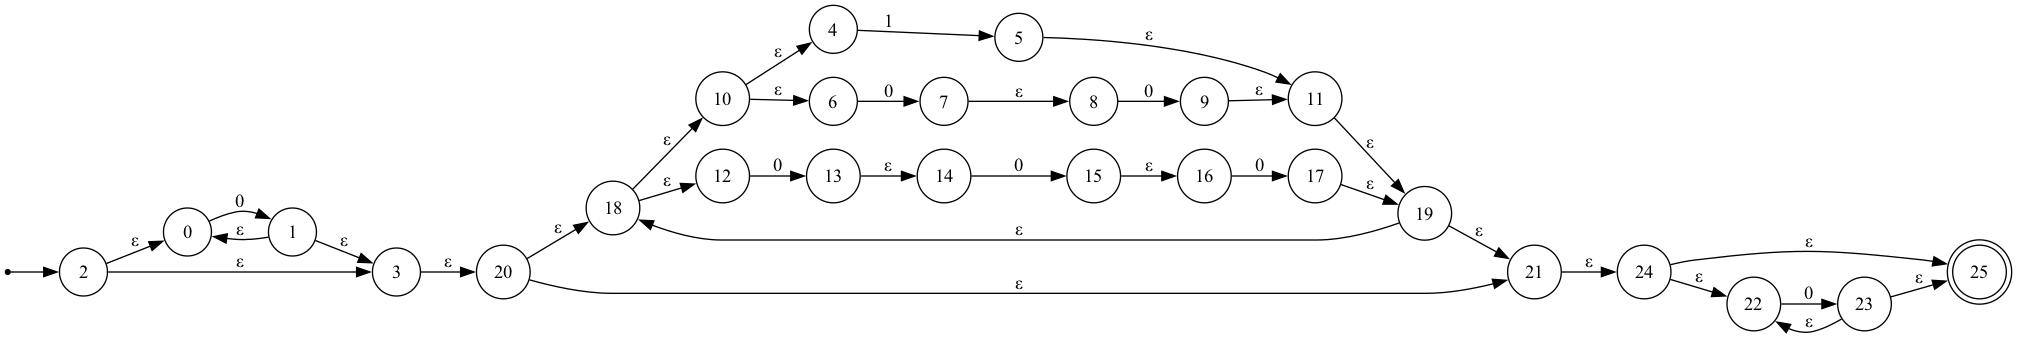 4 1 5 ε
ε
10 ε 6 0 7 ε 8 0 9 ε 11
ε ε
18 ε 12 0 13 ε 14 0 15 ε 16 0 17 ε 19
0
ε 0 ε 1 ε ε ε ε
2 ε 3 ε 20 ε 21 ε 24 ε 25
ε 22 0 23 ε
ε